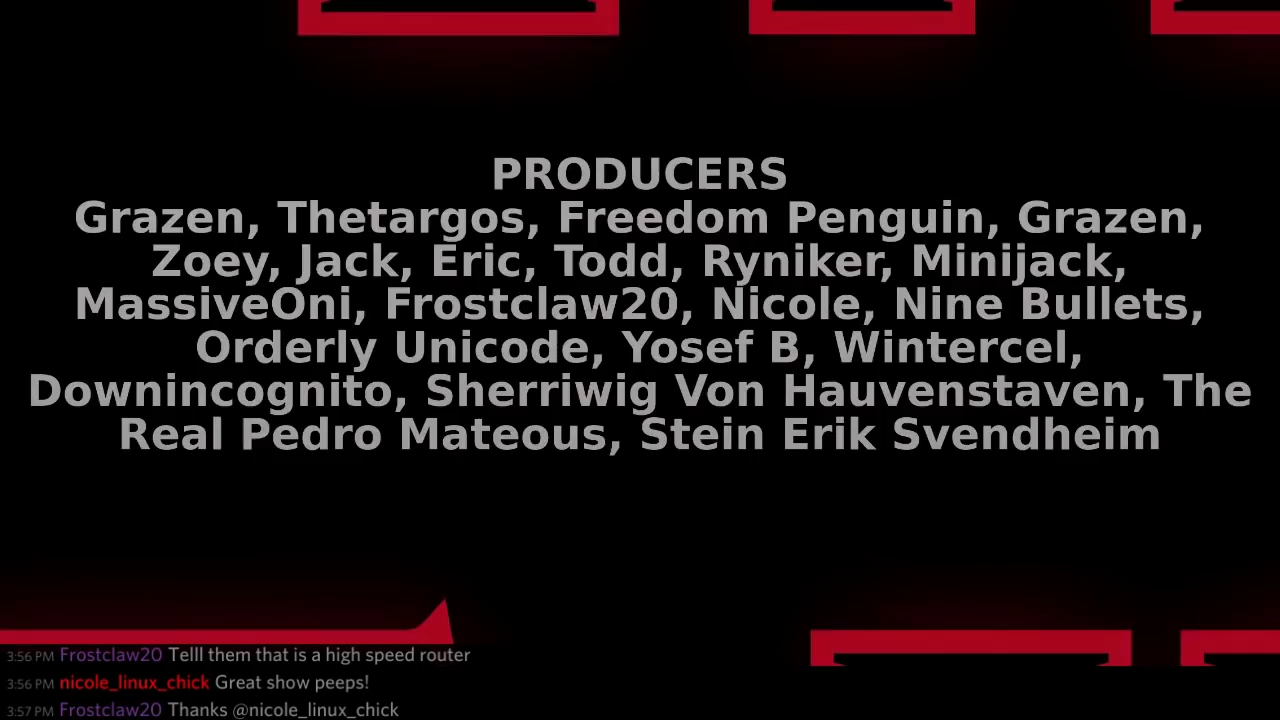 PRODUCERS
Grazen, Thetargos, Freedom Penguin, Grazen,
Zoey, Jack, Eric, Todd, Ryniker, Minijack,
MassiveOni, Frostclaw20, Nicole, Nine Bullets,
Orderly Unicode, Yosef B, Wintercel,
Downincognito, Sherriwig Von Hauvenstaven, The
Real Pedro Mateous, Stein Erik Svendheim
3:56 PM Frostclaw20 Telll them that is a high speed router
3:56 PM nicole_linux_chick Great show peeps!
3:57 PM Frostclaw20 Thanks @nicole_linux_chick